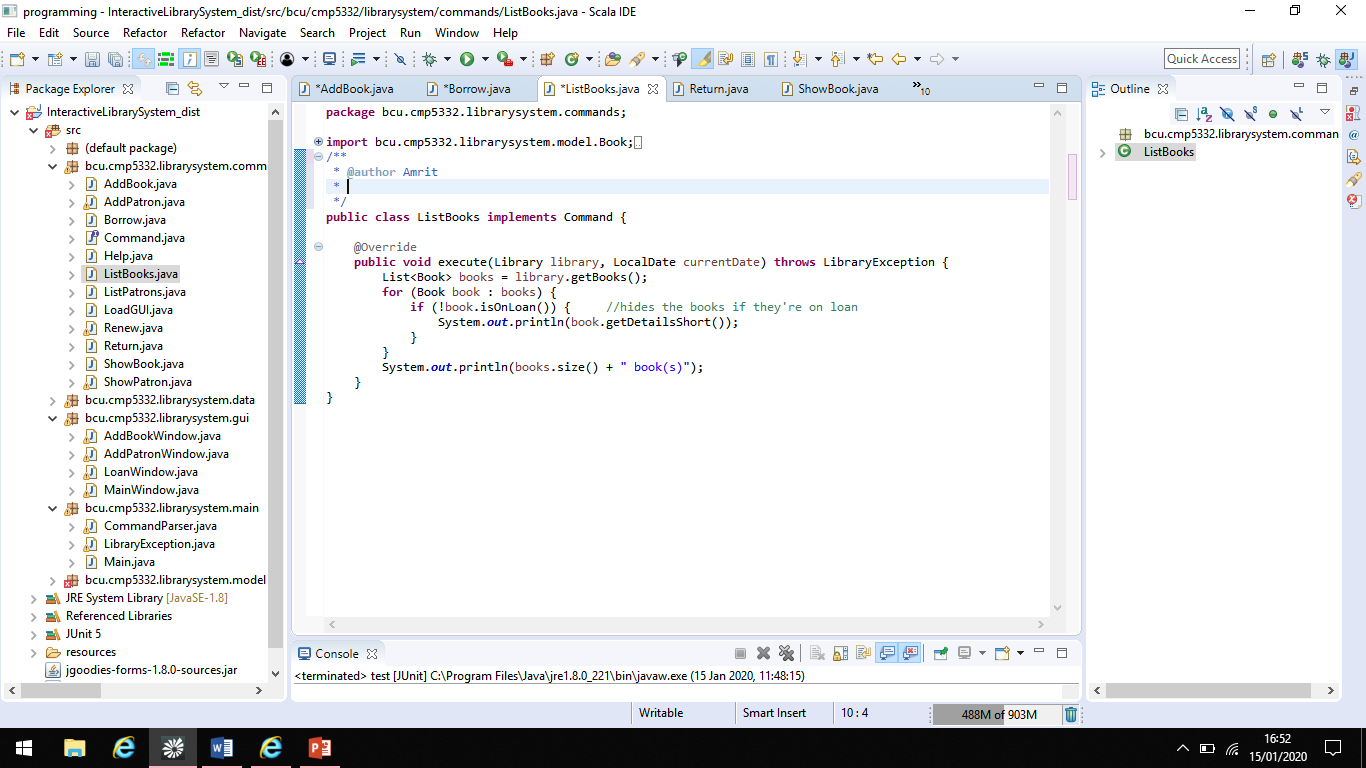 programming - InteractiveLibrarySystem_dist/src/bcu/cmp5332/librarysystem/commands/ListBooks.java - Scala IDE
File Edit Source Refactor Refactor Navigate Search Project Run Window Help
Quick Access
Package Explorer
InteractiveLibrarySystem_dist
src
(default package)
bcu.cmp5332.librarysystem.comm
AddBook.java
AddPatron.java
Borrow.java
Command.java
Help.java
ListBooks.java
ListPatrons.java
LoadGUI.java
Renew.java
Return.java
ShowBook.java
ShowPatron.java
bcu.cmp5332.librarysystem.data
bcu.cmp5332.librarysystem.gui
AddBookWindow.java
AddPatronWindow.java
LoanWindow.java
MainWindow.java
bcu.cmp5332.librarysystem.main
CommandParser.java
LibraryException.java
Main.java
bcu.cmp5332.librarysystem.model
JRE System Library [JavaSE-1.8]
Referenced Libraries
JUnit 5
resources
jgoodies-forms-1.8.0-sources.jar
*AddBook.java *Borrow.java *ListBooks.java Return.java ShowBook.java »10
package bcu.cmp5332.librarysystem.commands;
import bcu.cmp5332.librarysystem.model.Book;
/**
* @author Amrit
*
*/
public class ListBooks implements Command {
@Override
public void execute(Library library, LocalDate currentDate) throws LibraryException {
List<Book> books = library.getBooks();
for (Book book : books) {
if (!book.isOnLoan()) { //hides the books if they're on loan
System.out.println(book.getDetailsShort());
}
}
System.out.println(books.size() + " book(s)");
}
}
Outline
bcu.cmp5332.librarysystem.comman
ListBooks
Console
<terminated> test [JUnit] C:\Program Files\Java\jre1.8.0_221\bin\javaw.exe (15 Jan 2020, 11:48:15)
Writable Smart Insert 10 : 4 488M of 903M
16:52
15/01/2020